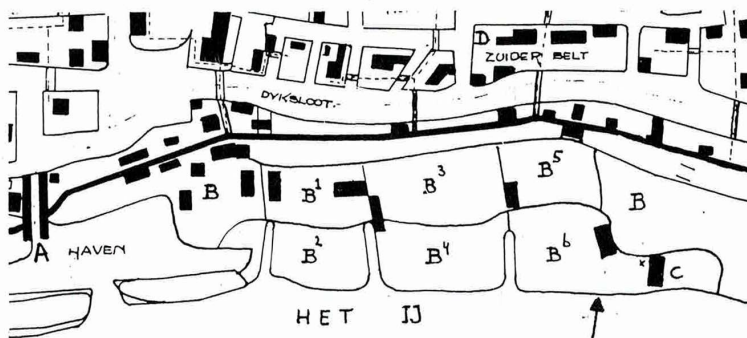 D
ZUIDER BELT
DYKSLOOT.
B
B¹
B³
B⁵
B
A
HAVEN
B²
B⁴
B⁶
x
C
HET IJ